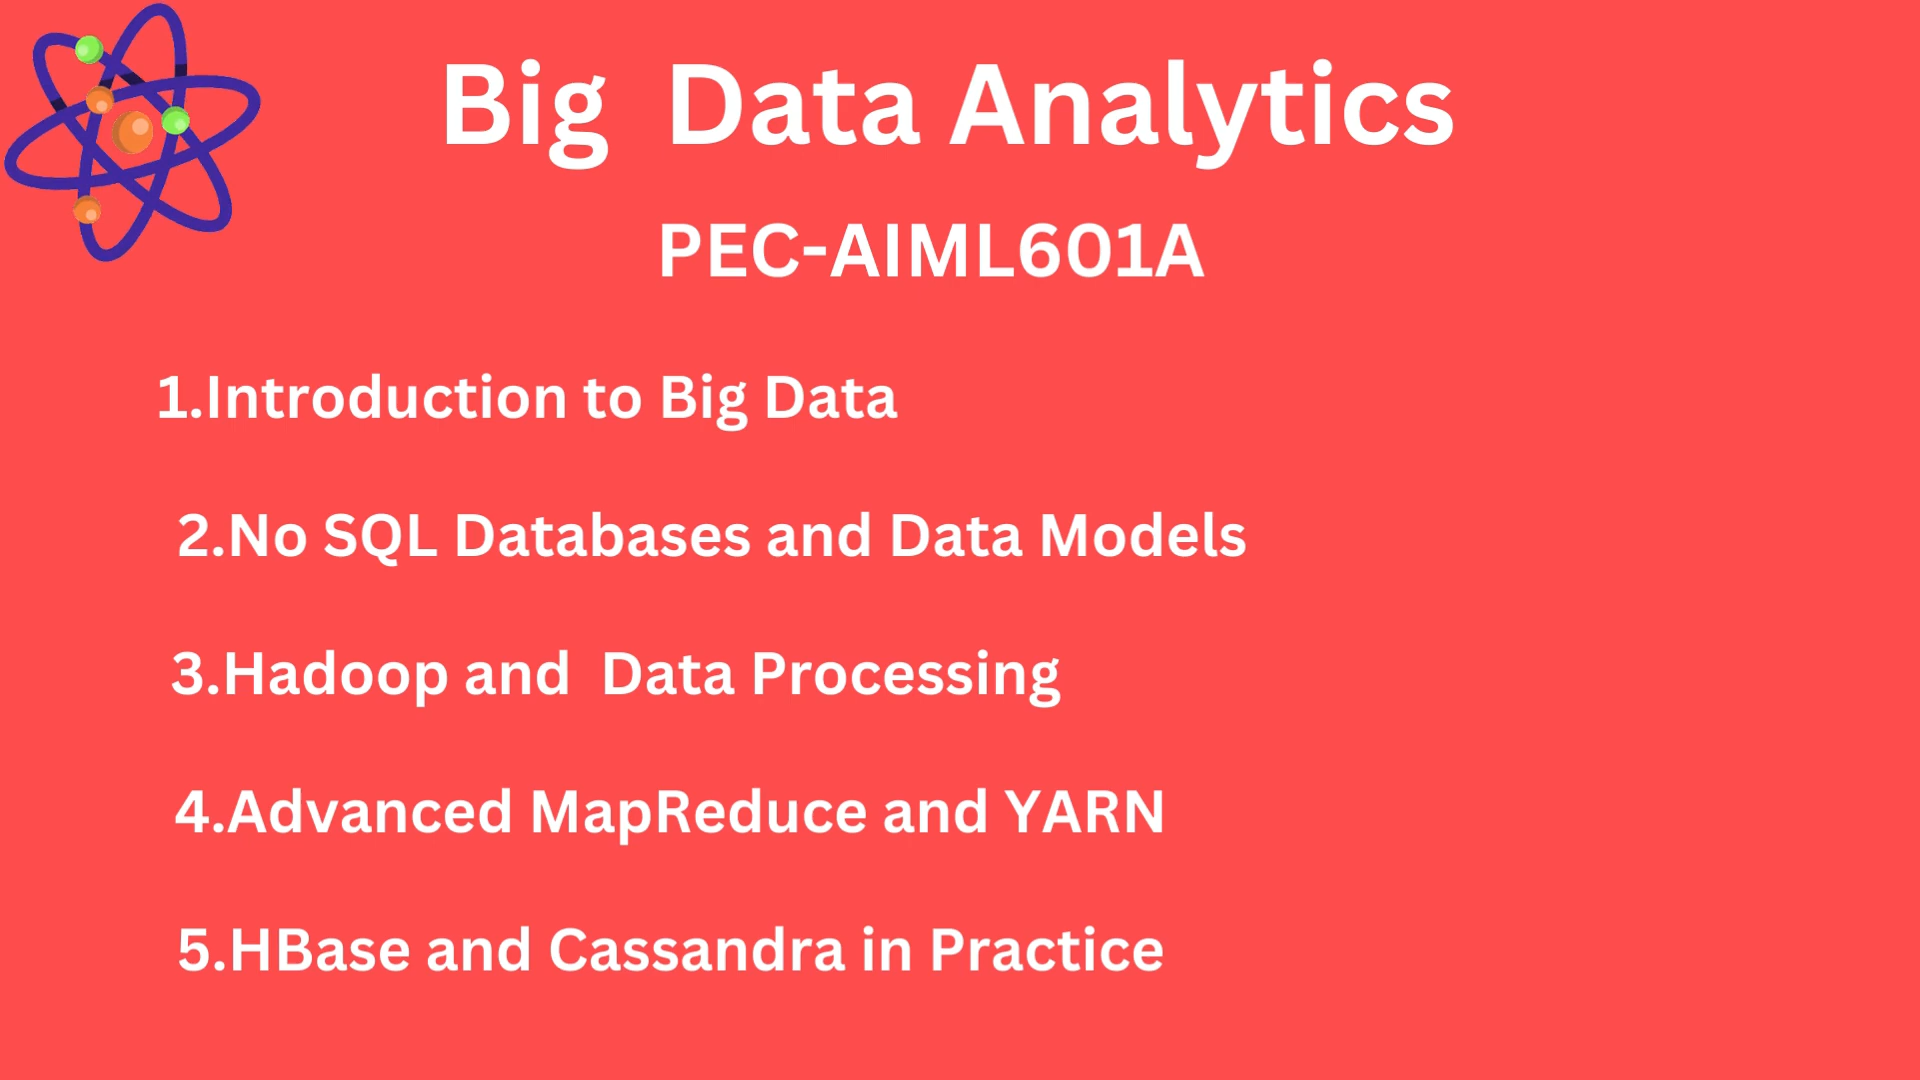 Big  Data Analytics
PEC-AIML601A
1.Introduction to Big Data
2.No SQL Databases and Data Models
3.Hadoop and  Data Processing
4.Advanced MapReduce and YARN
5.HBase and Cassandra in Practice